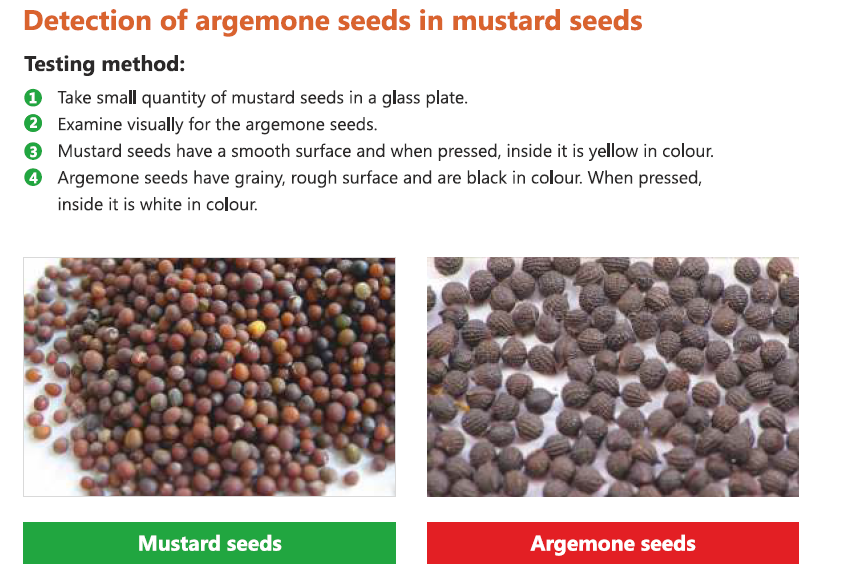 Detection of argemone seeds in mustard seeds
Testing method:
1 Take small quantity of mustard seeds in a glass plate.
2 Examine visually for the argemone seeds.
3 Mustard seeds have a smooth surface and when pressed, inside it is yellow in colour.
4 Argemone seeds have grainy, rough surface and are black in colour. When pressed,
inside it is white in colour.
Mustard seeds
Argemone seeds